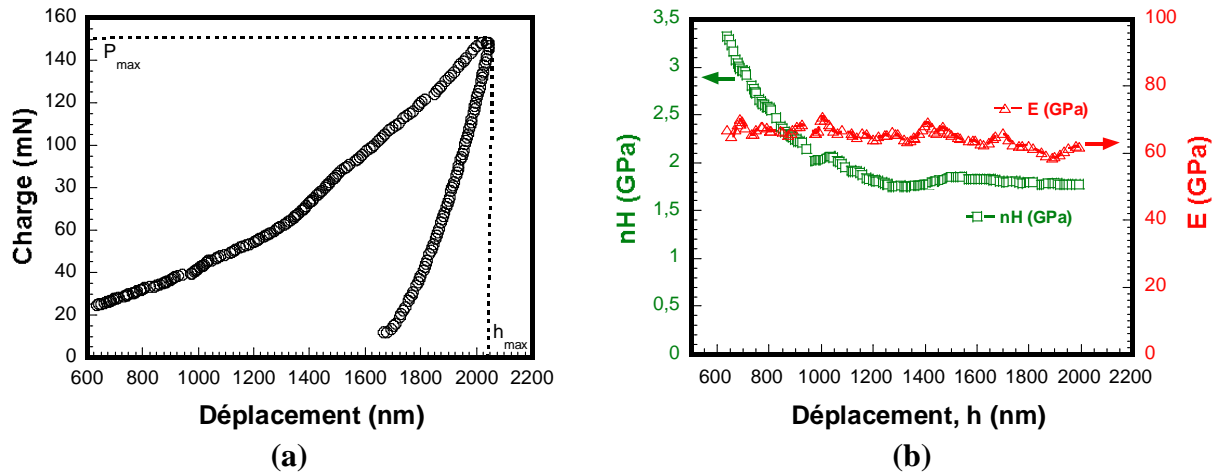 160
150
140
120
100
30
60
40
20
0
Charge (mN)
P max
h max
600 800 1000 1200 1400 1600 1800 2000 2200
Déplacement (nm)
(a)
3,5
3
2,5
2
1,5
1
0,5
0
nH (GPa)
E (GPa)
nH (GPa)
100
80
60
40
20
0
E (GPa)
600 800 1000 1200 1400 1600 1800 2000 2200
Déplacement, h (nm)
(b)